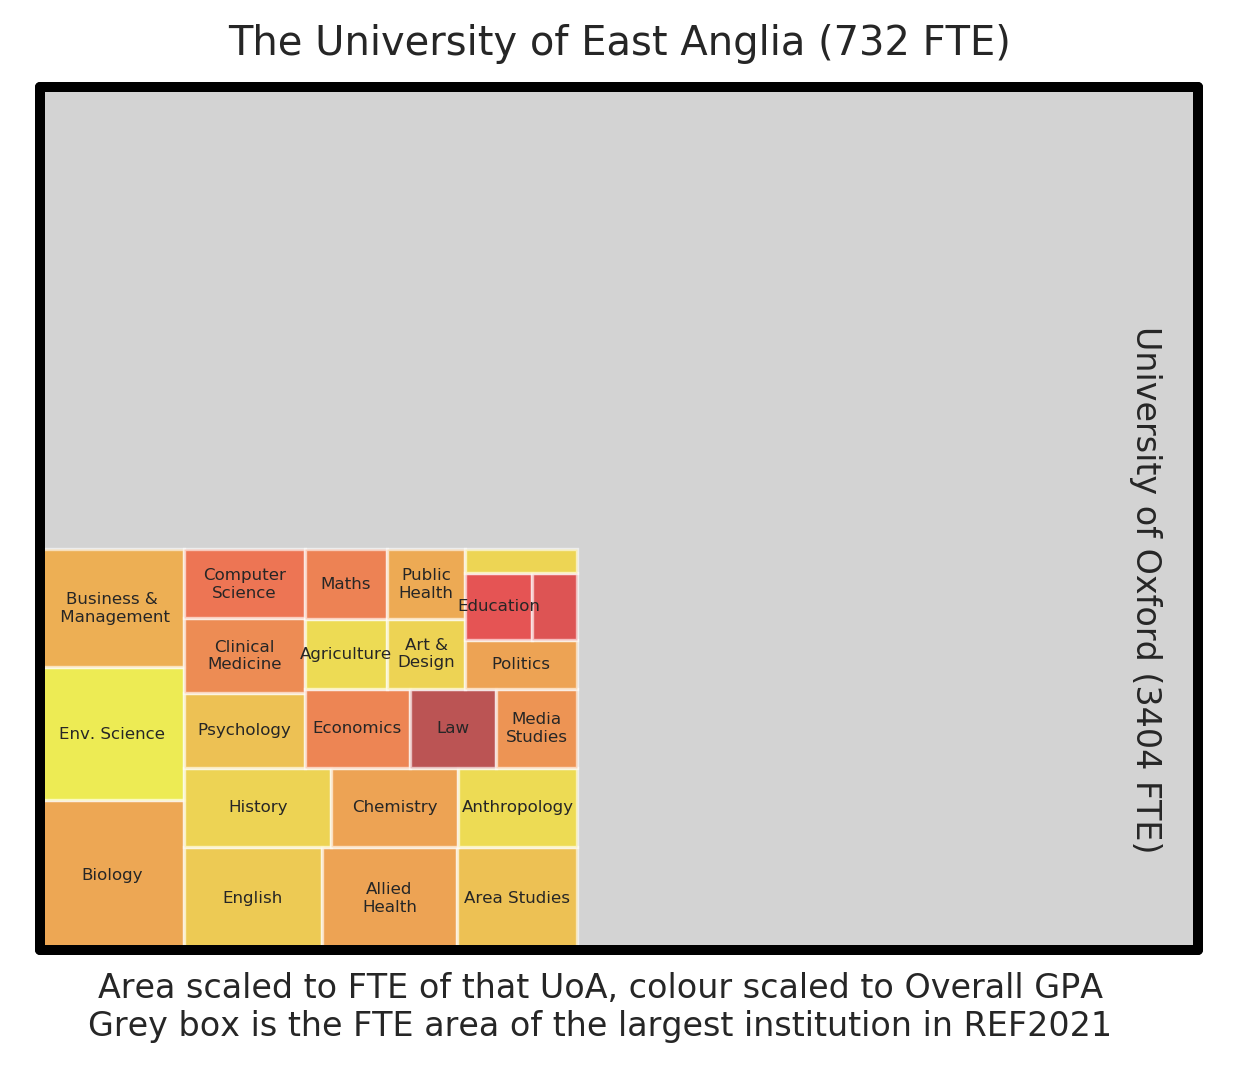 The University of East Anglia (732 FTE)
Business &
Management
Computer
Science
Maths
Public
Health
Education
Clinical
Medicine
Agriculture
Art &
Design
Politics
Env. Science
Psychology
Economics
Law
Media
Studies
History
Chemistry
Anthropology
Biology
English
Allied
Health
Area Studies
University of Oxford (3404 FTE)
Area scaled to FTE of that UoA, colour scaled to Overall GPA
Grey box is the FTE area of the largest institution in REF2021